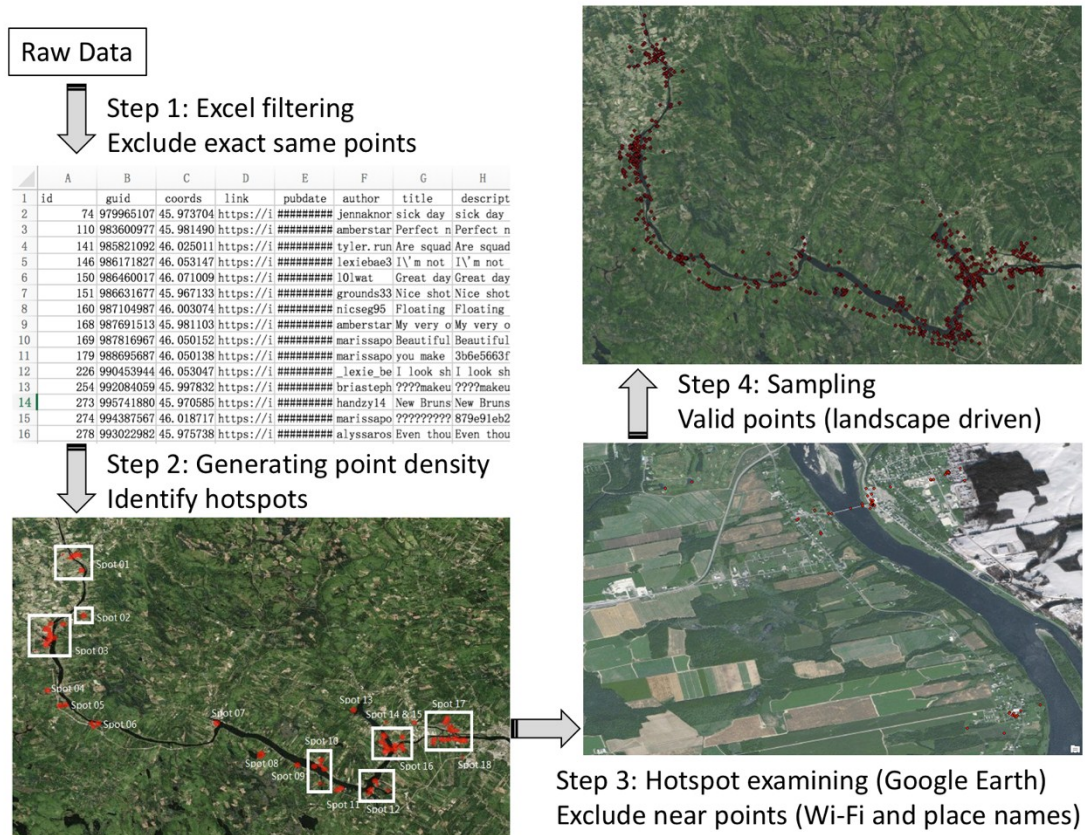 Raw Data
Step 1: Excel filtering
Exclude exact same points
A B C D E F G H
1 id guid coords link pubdate author title descript
2 74 979965107 45.973704 https://i ######### jennaknor sick day sick day
3 110 983600977 45.981490 https://i ######### amberstar Perfect n Perfect n
4 141 985821092 46.025011 https://i ######### tyler.run Are squad Are squad
5 146 986171827 46.053147 https://i ######### lexiebae3 I\'m not I\'m not
6 150 986460017 46.071009 https://i ######### l0lwat Great day Great day
7 151 986631677 45.967133 https://i ######### grounds33 Nice shot Nice shot
8 160 987104987 46.003074 https://i ######### nicseg95 Floating Floating
9 168 987691513 45.981103 https://i ######### amberstar My very o My very o
10 169 987816967 46.050152 https://i ######### marissapo Beautiful Beautiful
11 179 988695687 46.050138 https://i ######### marissapo you make 3b6e5663f
12 226 990453944 46.053047 https://i ######### _lexie_be I look sh I look sh
13 254 992084059 45.997832 https://i ######### briasteph ????makeu ????makeu
14 273 995741880 45.970585 https://i ######### handzy14 New Bruns New Bruns
15 274 994387567 46.018717 https://i ######### marissapo ????????? 879e91eb2
16 278 993022982 45.975738 https://i ######### alyssaros Even thou Even thou
Step 2: Generating point density
Identify hotspots
Spot 01
Spot 02
Spot 03
Spot 04
Spot 05
Spot 06
Spot 07
Spot 08
Spot 09
Spot 10
Spot 11
Spot 12
Spot 13
Spot 14 & 15
Spot 16
Spot 17
Spot 18
Step 3: Hotspot examining (Google Earth)
Exclude near points (Wi-Fi and place names)
Step 4: Sampling
Valid points (landscape driven)